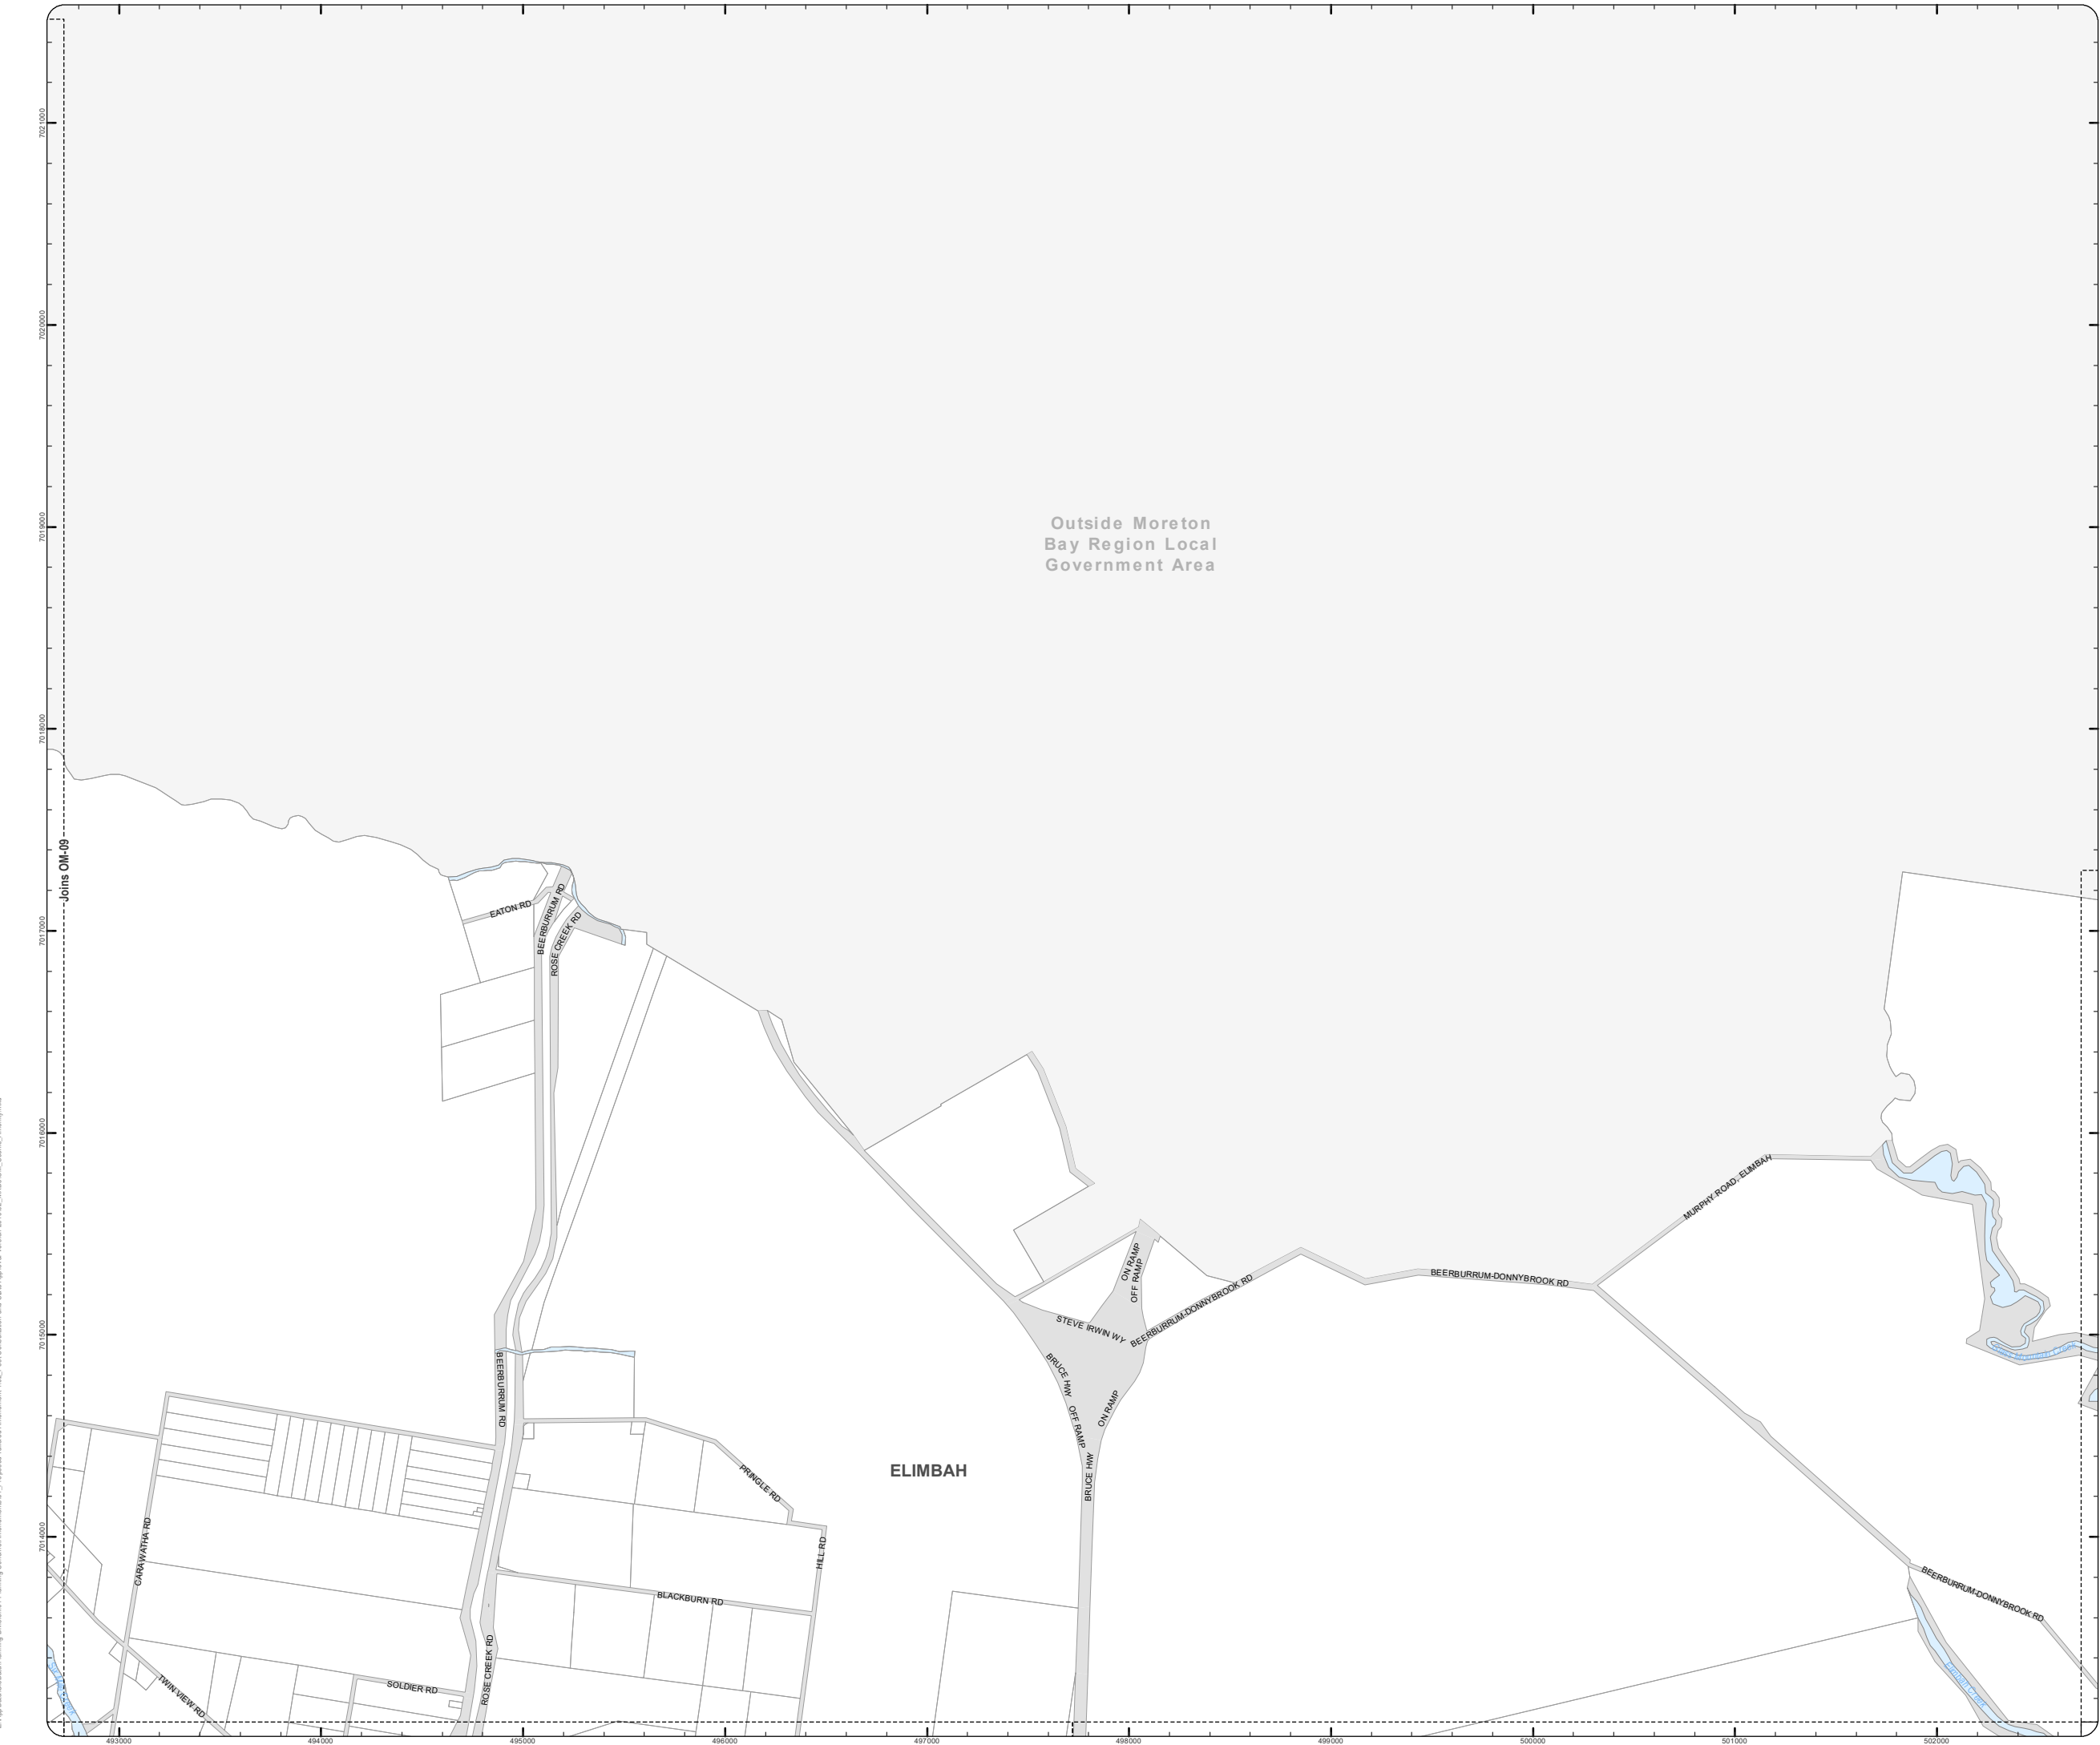 7021000
7020000
7019000
Outside Moreton
Bay Region Local
Government Area
7018000
Joins OM-09
7017000
EATON RD
BEERBURRUM RD
ROSE CREEK RD
7016000
MURPHY ROAD, ELIMBAH
ON RAMP
OFF RAMP
BEERBURRUM-DONNYBROOK RD
BEERBURRUM-DONNYBROOK RD
STEVE IRWIN WY
7015000
BEERBURRUM RD
BRUCE HWY
OFF RAMP
ON RAMP
BRUCE HWY
ELIMBAH
PRINGLE RD
7014000
CARAWATHA RD
HILL RD
BLACKBURN RD
BEERBURRUM-DONNYBROOK RD
ROSE CREEK RD
SOLDIER RD
TWIN VIEW RD
Elimbah Creek
493000
494000
495000
496000
497000
498000
499000
500000
501000
502000